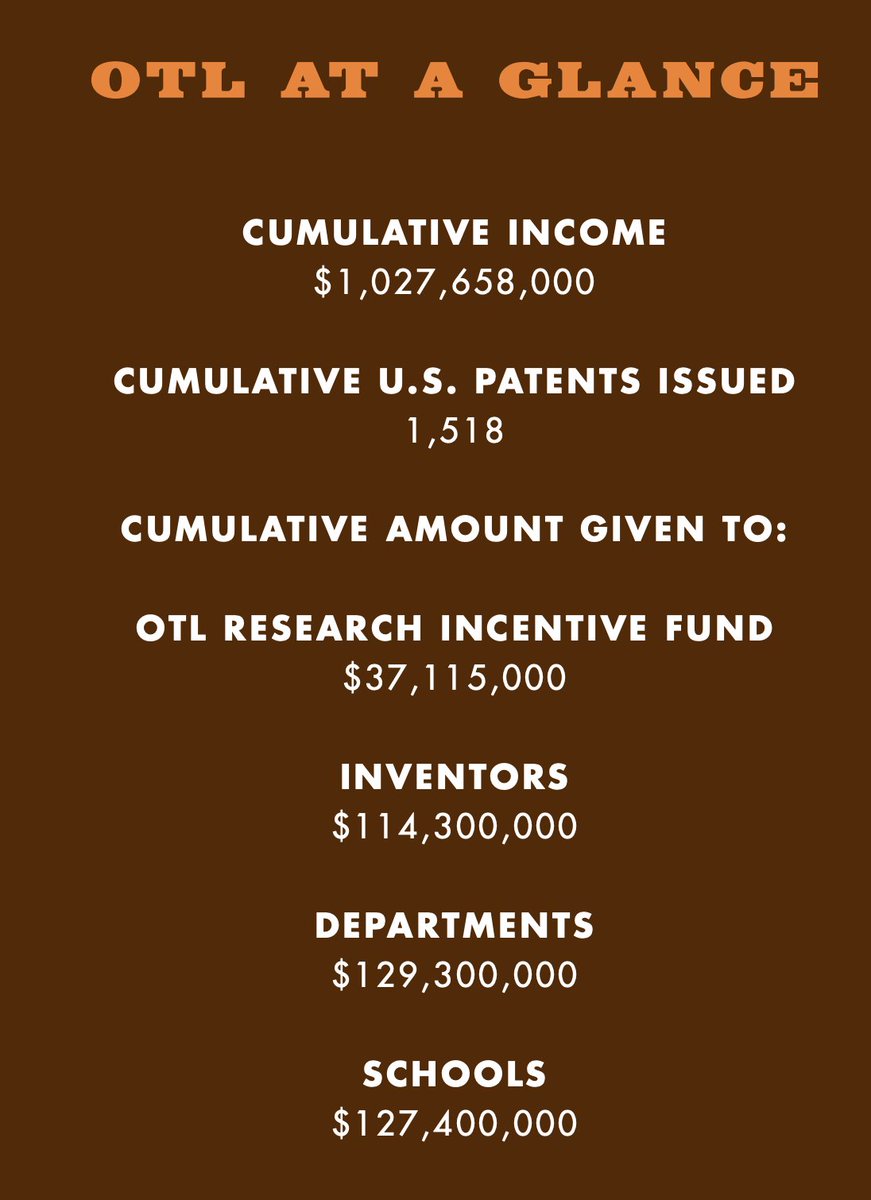 OTL AT A GLANCE
CUMULATIVE INCOME
$1,027,658,000
CUMULATIVE U.S. PATENTS ISSUED
1,518
CUMULATIVE AMOUNT GIVEN TO:
OTL RESEARCH INCENTIVE FUND
$37,115,000
INVENTORS
$114,300,000
DEPARTMENTS
$129,300,000
SCHOOLS
$127,400,000